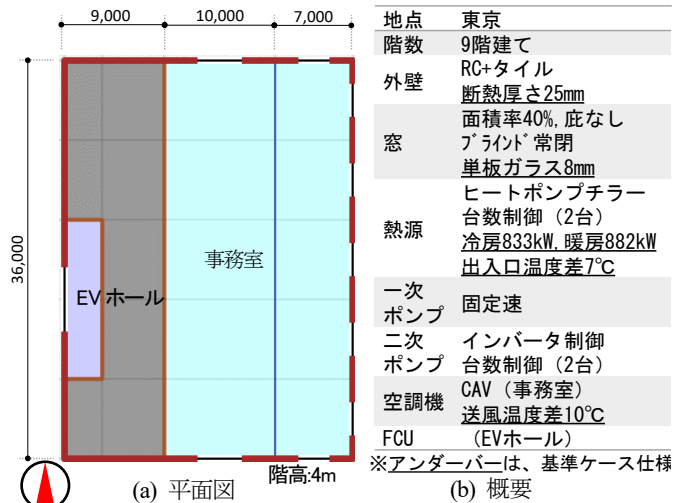 9,000
10,000
7,000
36,000
事務室
EVホール
階高:4m
(a) 平面図
地点 東京
階数 9階建て
外壁 RC+タイル
断熱厚さ25mm
窓 面積率40%, 庇なし
ﾌﾞﾗｲﾝﾄﾞ常閉
単板ガラス8mm
熱源 ヒートポンプチラー
台数制御（2台）
冷房833kW, 暖房882kW
出入口温度差7℃
一次
ポンプ 固定速
二次 インバータ制御
ポンプ 台数制御（2台）
空調機 CAV（事務室）
送風温度差10℃
FCU （EVホール）
※アンダーバーは、基準ケース仕様
(b) 概要